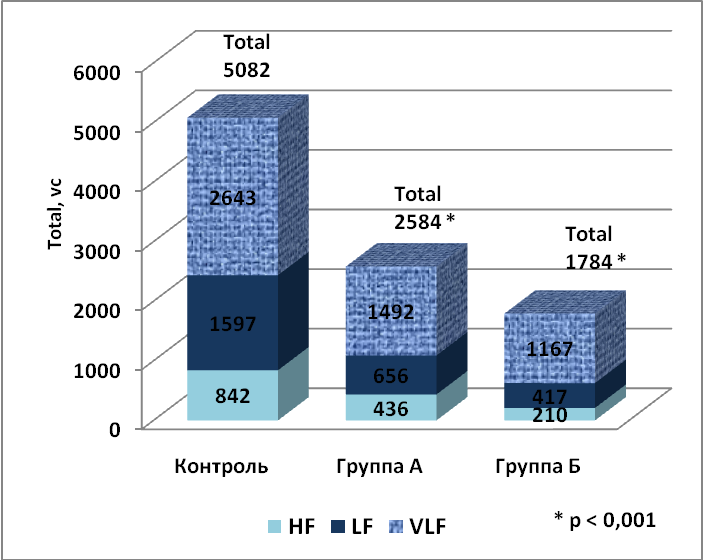 Total
5082
6000
5000
4000
3000
2000
1000
0
Total, vc
2643
1597
842
Total
2584 *
1492
656
436
Total
1784 *
1167
417
210
Контроль
Группа А
Группа Б
HF
LF
VLF
* p < 0,001